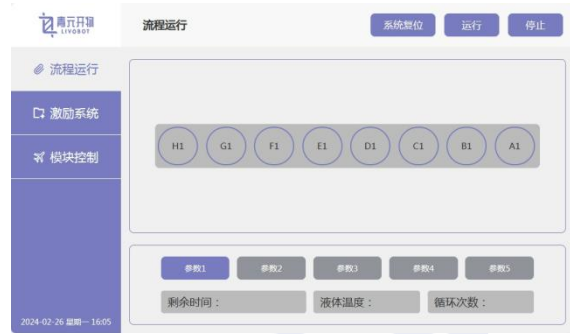 青元开物
LIVOBOT
流程运行
系统复位
运行
停止
流程运行
激励系统
模块控制
H1 G1 F1 E1 D1 C1 B1 A1
参数1 参数2 参数3 参数4 参数5
剩余时间： 液体温度： 循环次数：
2024-02-26 星期一 16:05